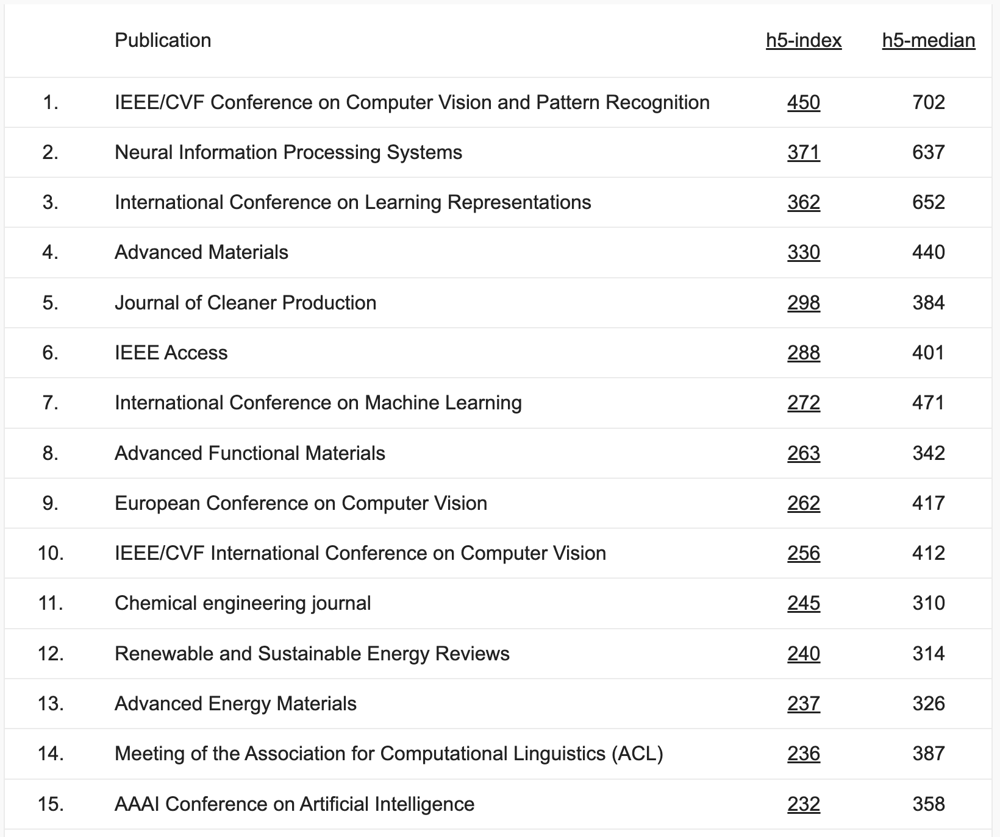 Publication h5-index h5-median
1. IEEE/CVF Conference on Computer Vision and Pattern Recognition 450 702
2. Neural Information Processing Systems 371 637
3. International Conference on Learning Representations 362 652
4. Advanced Materials 330 440
5. Journal of Cleaner Production 298 384
6. IEEE Access 288 401
7. International Conference on Machine Learning 272 471
8. Advanced Functional Materials 263 342
9. European Conference on Computer Vision 262 417
10. IEEE/CVF International Conference on Computer Vision 256 412
11. Chemical engineering journal 245 310
12. Renewable and Sustainable Energy Reviews 240 314
13. Advanced Energy Materials 237 326
14. Meeting of the Association for Computational Linguistics (ACL) 236 387
15. AAAI Conference on Artificial Intelligence 232 358